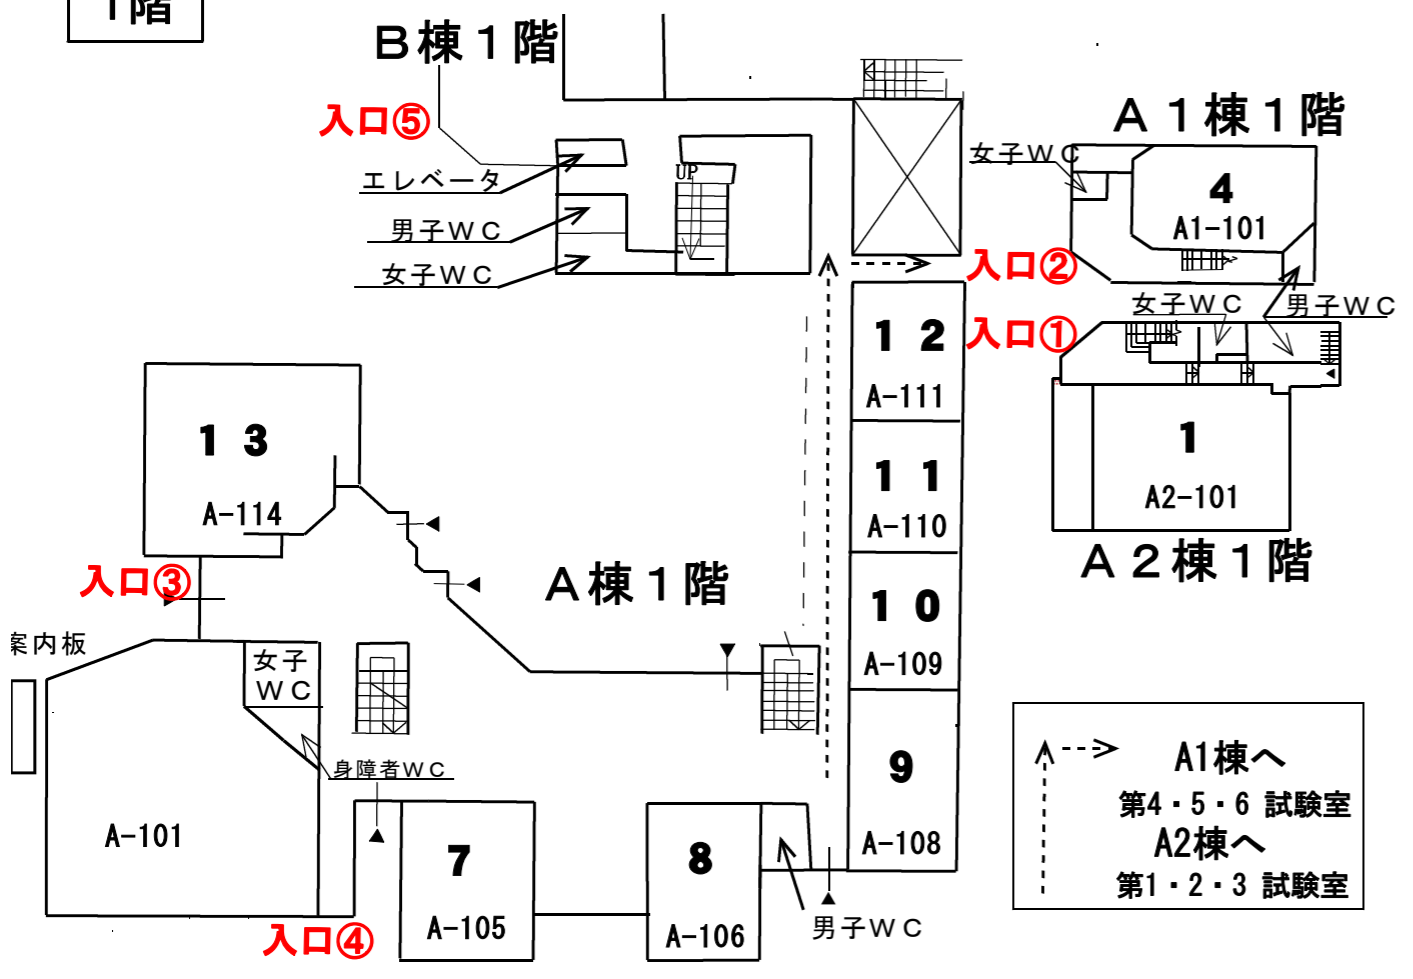 1階
B棟1階
入口⑤
エレベータ
男子WC
女子WC
UP
A1棟1階
女子WC
4
A1-101
入口②
女子WC
男子WC
入口①
12
A-111
11
A-110
10
A-109
9
A-108
1
A2-101
A2棟1階
13
A-114
入口③
A棟1階
案内板
女子
WC
身障者WC
A-101
7
A-105
8
A-106
男子WC
入口④
A1棟へ
第4・5・6 試験室
A2棟へ
第1・2・3 試験室